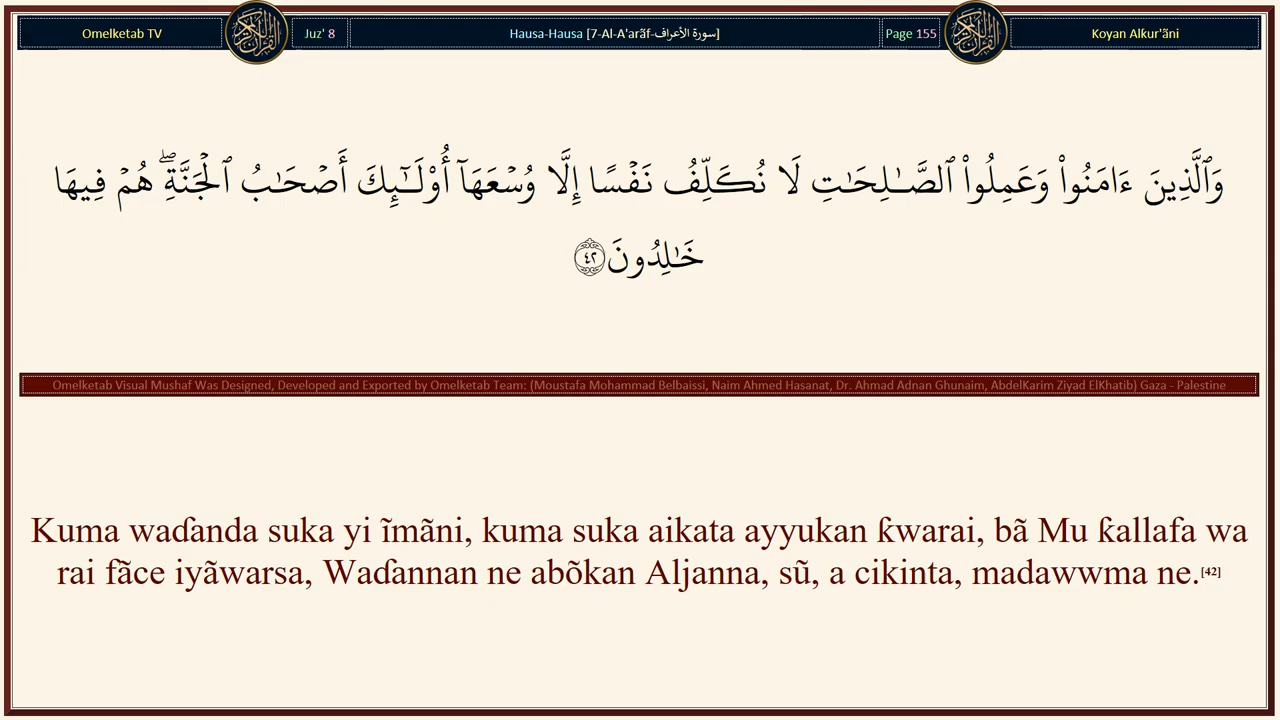 Omelketab TV
Juz' 8
Hausa-Hausa [7-Al-A'arãf-سورة الأعراف]
Page 155
Koyan Alƙur'ãni
وَٱلَّذِينَ ءَامَنُوا۟ وَعَمِلُوا۟ ٱلصَّـٰلِحَـٰتِ لَا نُكَلِّفُ نَفْسًا إِلَّا وُسْعَهَآ أُو۟لَـٰٓئِكَ أَصْحَـٰبُ ٱلْجَنَّةِ ۖ هُمْ فِيهَا
خَـٰلِدُونَ ٤٢
Omelketab Visual Mushaf Was Designed, Developed and Exported by Omelketab Team: (Moustafa Mohammad Belbaissi, Naim Ahmed Hasanat, Dr. Ahmad Adnan Ghunaim, AbdelKarim Ziyad ElKhatib) Gaza - Palestine
Kuma waɗanda suka yi ĩmãni, kuma suka aikata ayyukan ƙwarai, bã Mu ƙallafa wa
rai fãce iyãwarsa, Waɗannan ne abõkan Aljanna, sũ, a cikinta, madawwma ne.[42]